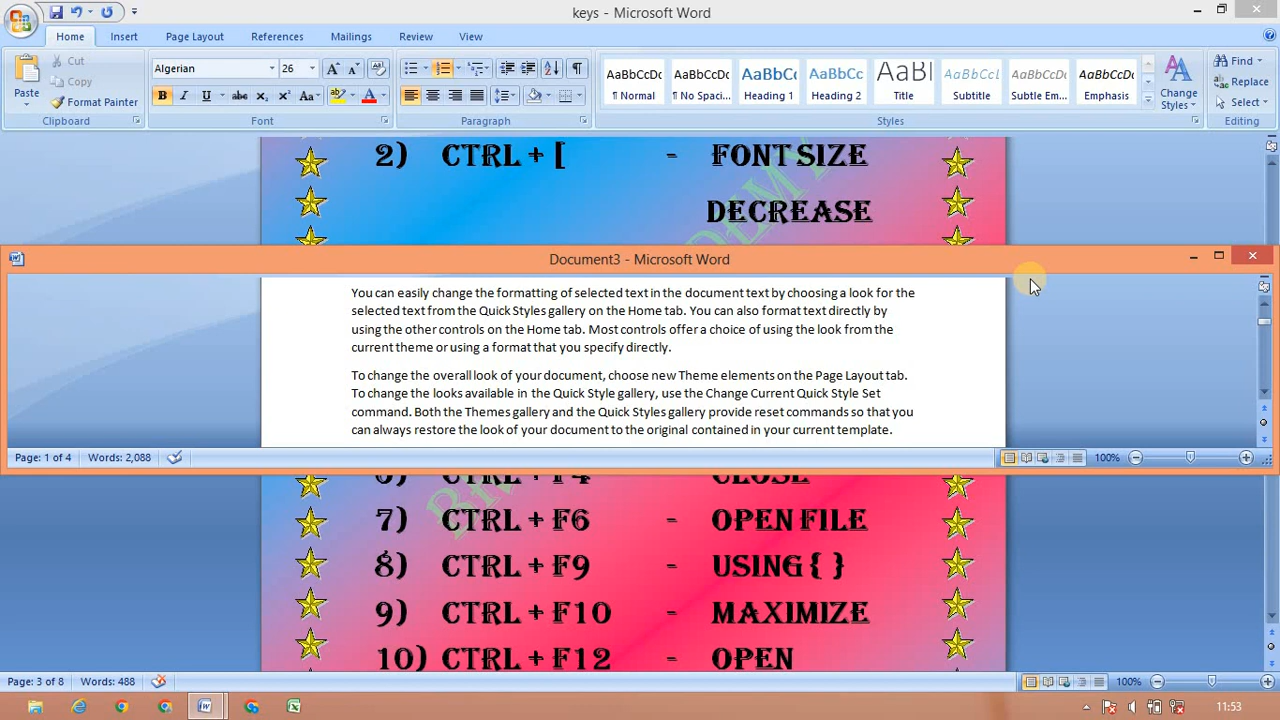 keys - Microsoft Word
Home Insert Page Layout References Mailings Review View
Paste
Cut
Copy
Format Painter
Clipboard
Algerian 26
B I U abc x₂ x² Aa
Font
Paragraph
AaBbCcDc AaBbCcDc AaBbCc AaBbCc AaBl AaBbCcL AaBbCcDc AaBbCcDc
¶ Normal ¶ No Spaci... Heading 1 Heading 2 Title Subtitle Subtle Em... Emphasis
Styles
Change Styles
Find
Replace
Select
Editing
2) CTRL + [ - FONT SIZE
DECREASE
Document3 - Microsoft Word
You can easily change the formatting of selected text in the document text by choosing a look for the
selected text from the Quick Styles gallery on the Home tab. You can also format text directly by
using the other controls on the Home tab. Most controls offer a choice of using the look from the
current theme or using a format that you specify directly.
To change the overall look of your document, choose new Theme elements on the Page Layout tab.
To change the looks available in the Quick Style gallery, use the Change Current Quick Style Set
command. Both the Themes gallery and the Quick Styles gallery provide reset commands so that you
can always restore the look of your document to the original contained in your current template.
Page: 1 of 4 Words: 2,088 100%
6) CTRL + F4 CLOSE
7) CTRL + F6 - OPEN FILE
8) CTRL + F9 - USING { }
9) CTRL + F10 - MAXIMIZE
10) CTRL + F12 - OPEN
Page: 3 of 8 Words: 488 100%
11:53